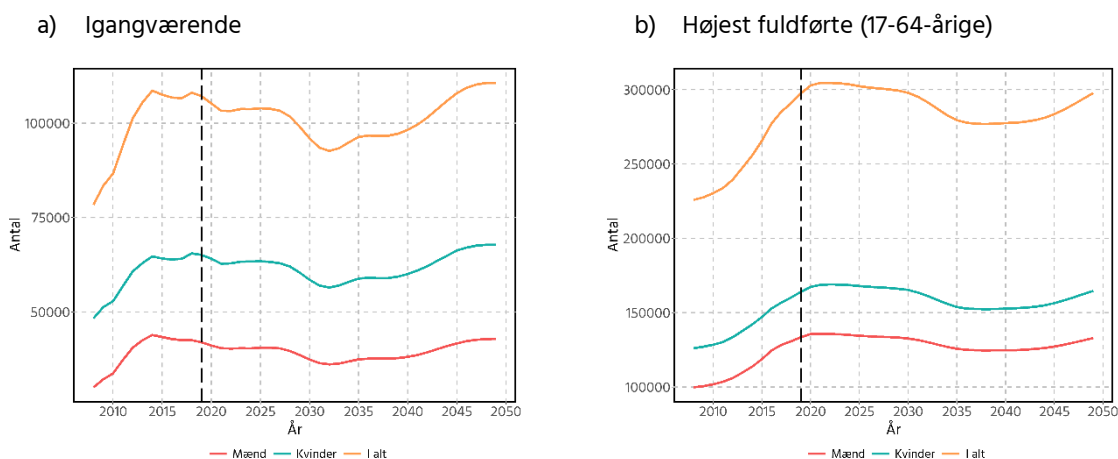 a) Igangværende
b) Højest fuldførte (17-64-årige)
Antal
100000
75000
50000
2010 2015 2020 2025 2030 2035 2040 2045 2050
År
Mænd Kvinder I alt
Antal
300000
250000
200000
150000
100000
2010 2015 2020 2025 2030 2035 2040 2045 2050
År
Mænd Kvinder I alt